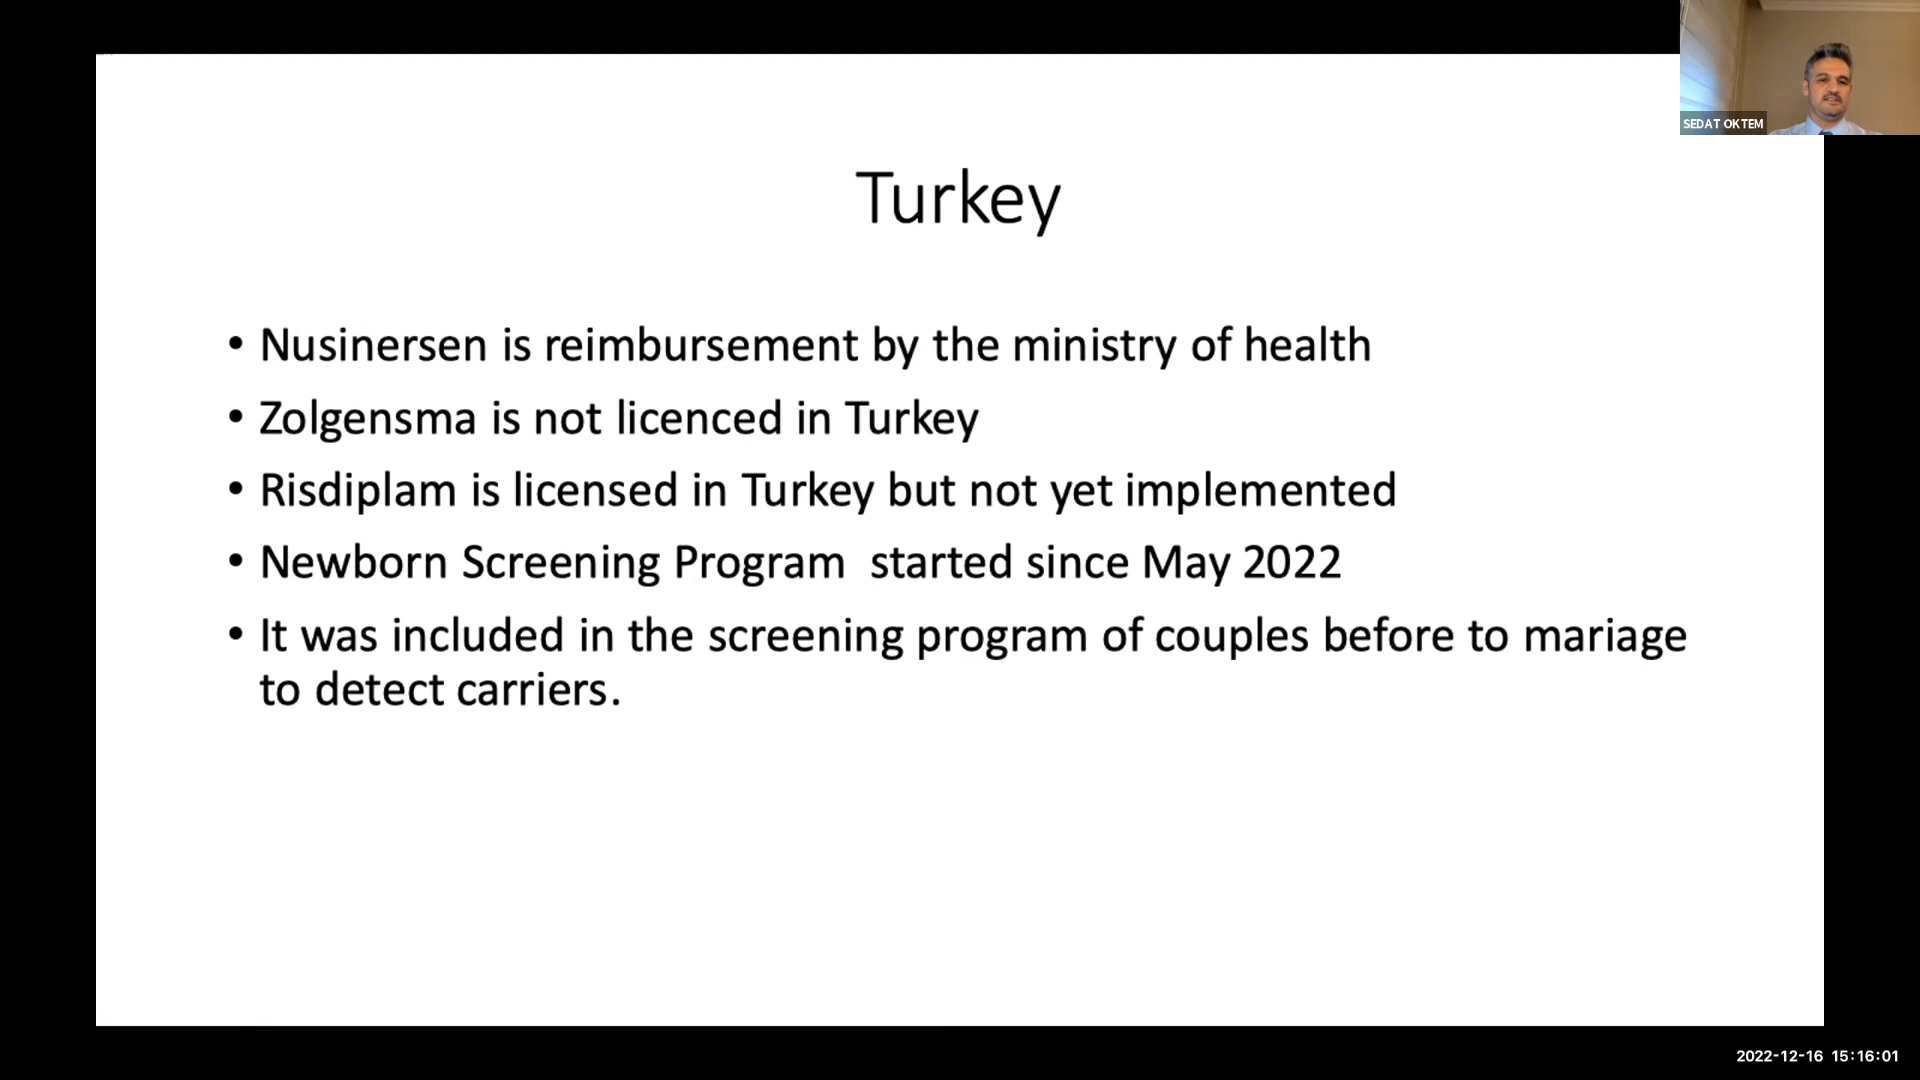 SEDAT OKTEM
Turkey
• Nusinersen is reimbursement by the ministry of health
• Zolgensma is not licenced in Turkey
• Risdiplam is licensed in Turkey but not yet implemented
• Newborn Screening Program  started since May 2022
• It was included in the screening program of couples before to mariage
to detect carriers.
2022-12-16 15:16:01